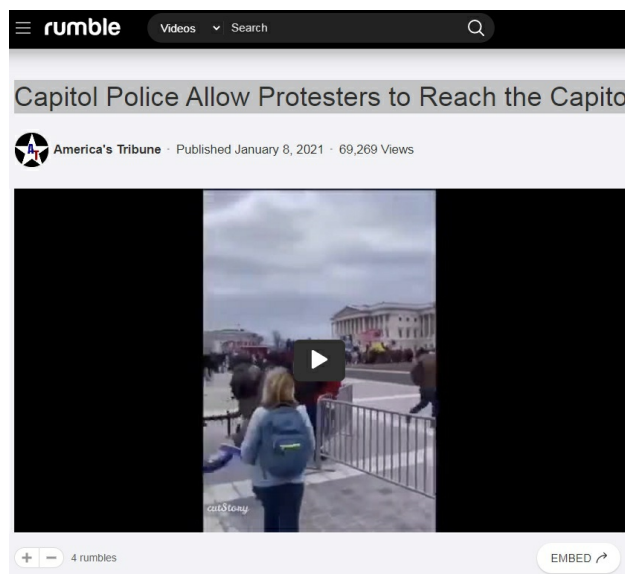 rumble Videos Search
Capitol Police Allow Protesters to Reach the Capito
AT America's Tribune · Published January 8, 2021 · 69,269 Views
cutStory
+ − 4 rumbles EMBED